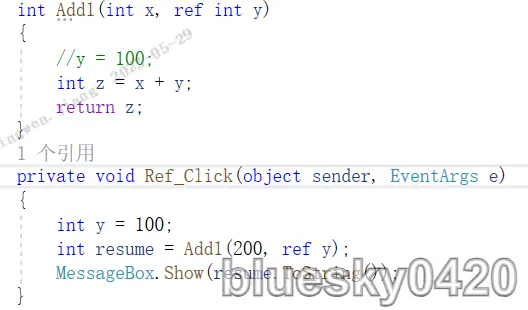 int Add1(int x, ref int y)
{
//y = 100;
int z = x + y;
return z;
}
1 个引用
private void Ref_Click(object sender, EventArgs e)
{
int y = 100;
int resume = Add1(200, ref y);
MessageBox.Show(resume.ToString());
}
bluesky0420